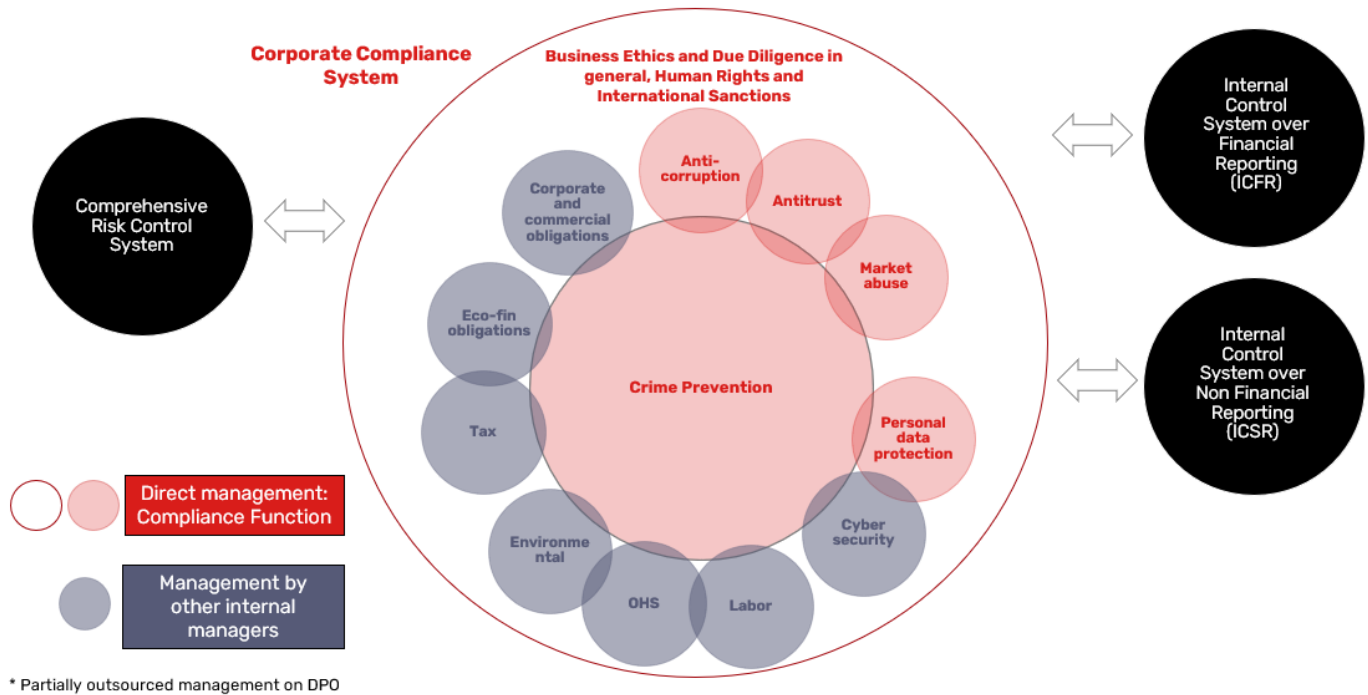 Corporate Compliance
System
Business Ethics and Due Diligence in
general, Human Rights and
International Sanctions
Internal
Control
System over
Financial
Reporting
(ICFR)
Comprehensive
Risk Control
System
Anti-
corruption
Antitrust
Market
abuse
Corporate
and
commercial
obligations
Eco-fin
obligations
Crime Prevention
Internal
Control
System over
Non Financial
Reporting
(ICSR)
Tax
Personal
data
protection
Cyber
security
Environme
ntal
OHS
Labor
Direct management:
Compliance Function
Management by
other internal
managers
* Partially outsourced management on DPO